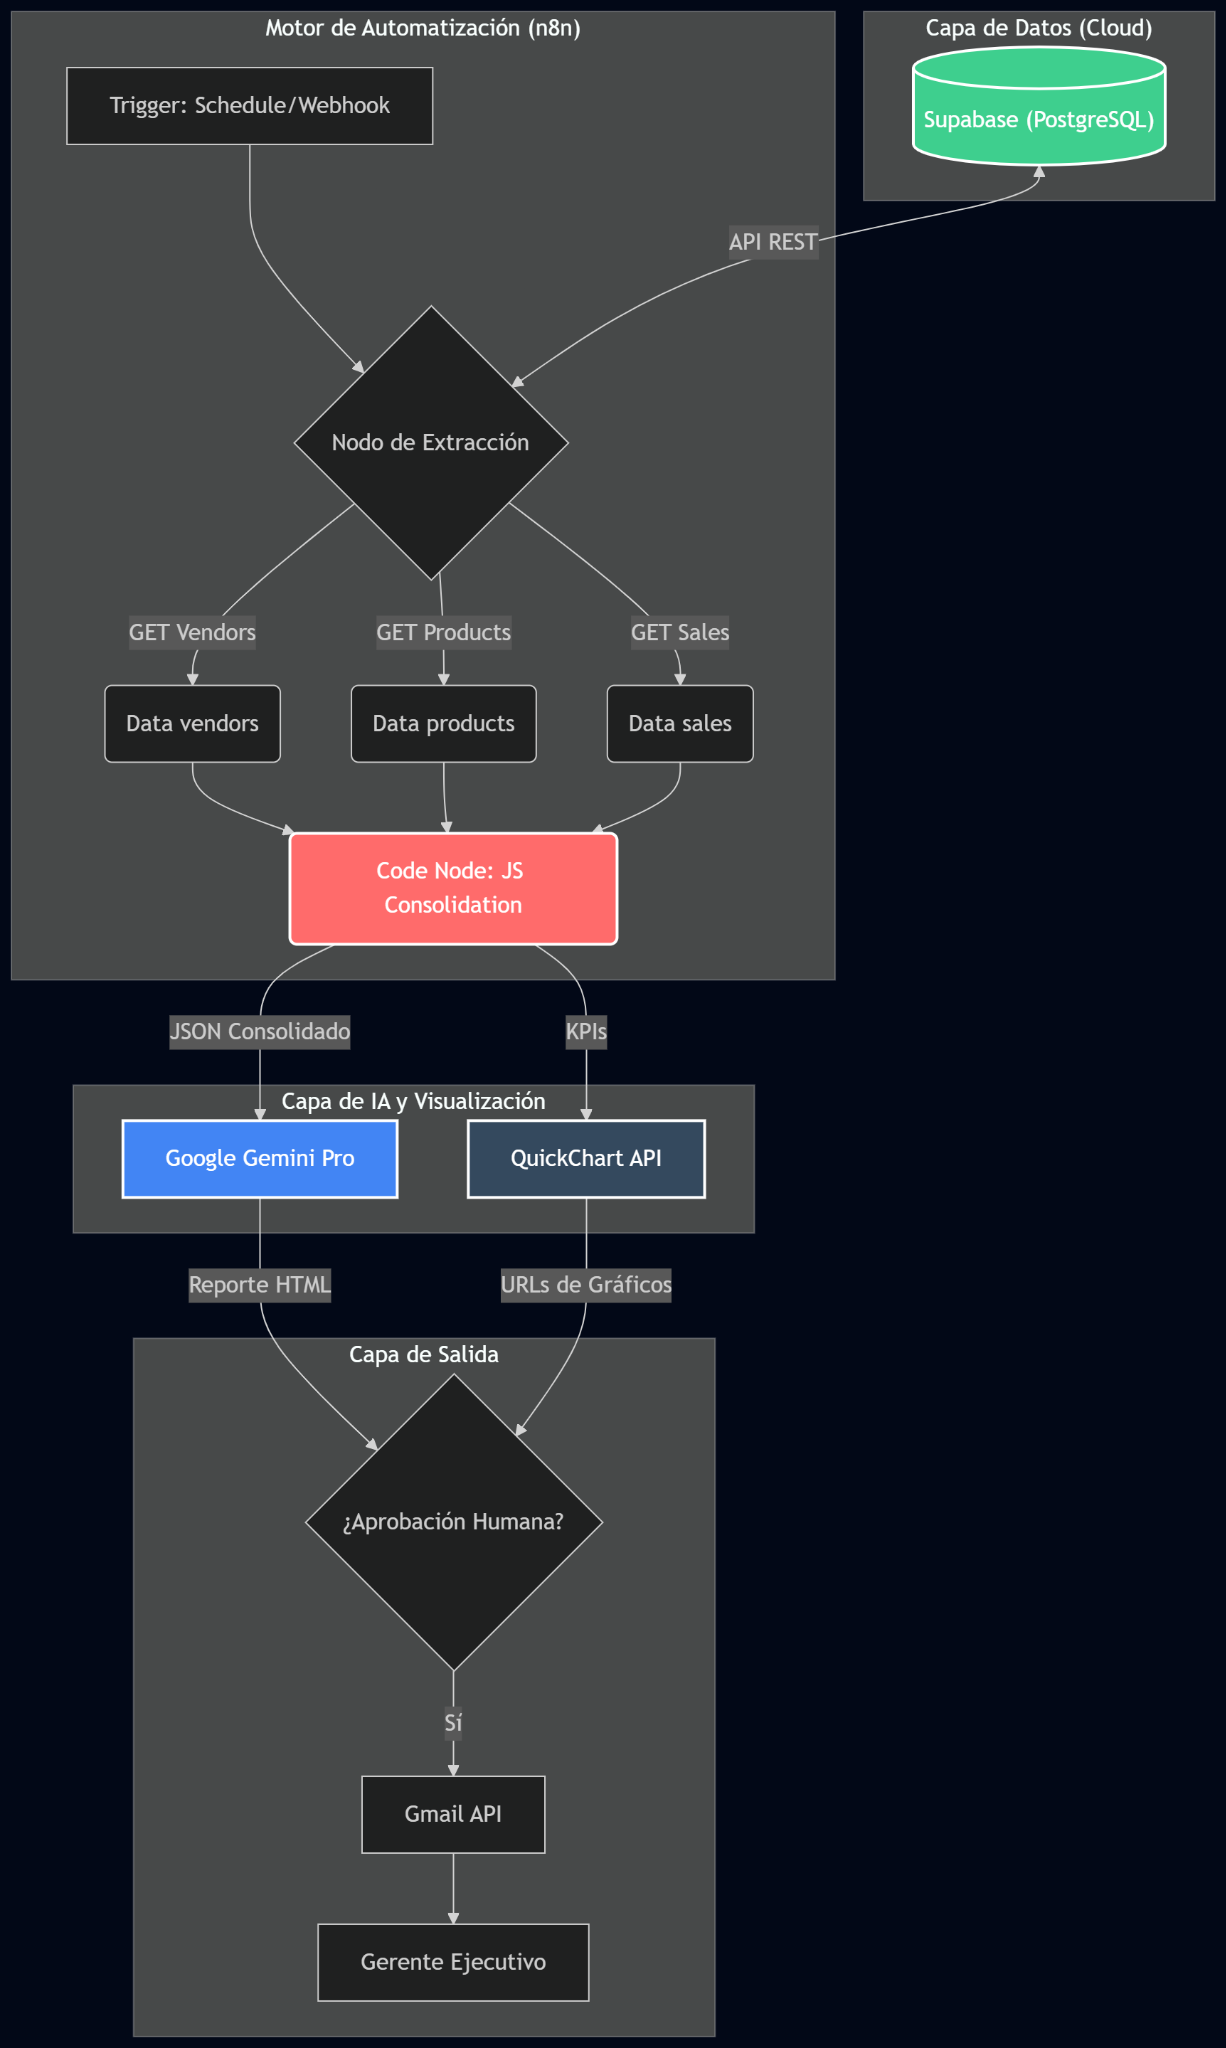 Motor de Automatización (n8n)
Capa de Datos (Cloud)
Trigger: Schedule/Webhook
Supabase (PostgreSQL)
API REST
Nodo de Extracción
GET Vendors
GET Products
GET Sales
Data vendors
Data products
Data sales
Code Node: JS
Consolidation
JSON Consolidado
KPIs
Capa de IA y Visualización
Google Gemini Pro
QuickChart API
Reporte HTML
URLs de Gráficos
Capa de Salida
¿Aprobación Humana?
Sí
Gmail API
Gerente Ejecutivo